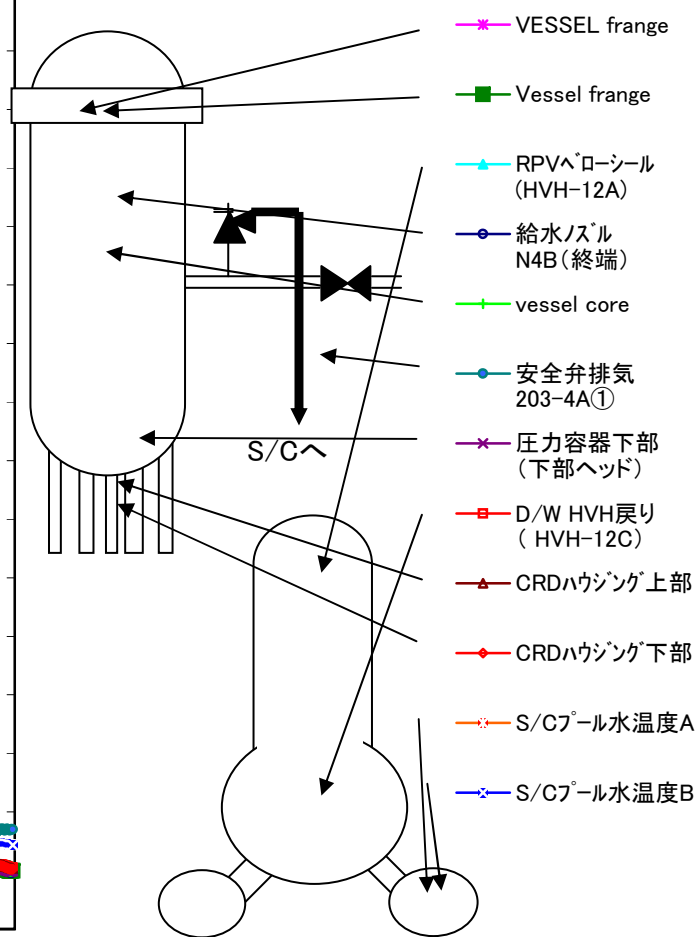 VESSEL frange
Vessel frange
RPVベローシール
(HVH-12A)
給水ノズル
N4B(終端)
vessel core
安全弁排気
203-4A①
圧力容器下部
(下部ヘッド)
D/W HVH戻り
( HVH-12C)
CRDハウジング上部
CRDハウジング下部
S/Cプール水温度A
S/Cプール水温度B
S/Cへ